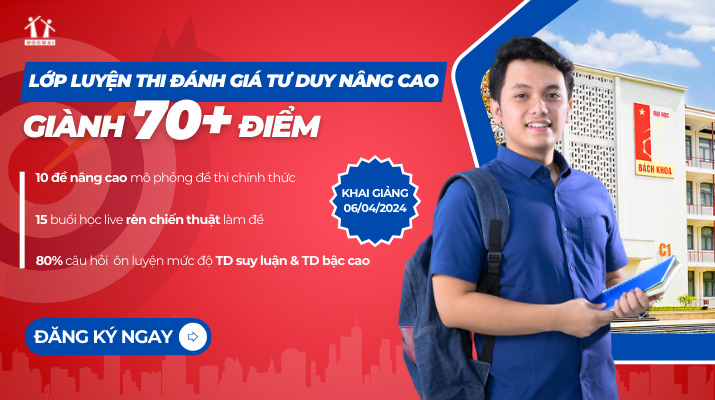 HOCMAI
LỚP LUYỆN THI ĐÁNH GIÁ TƯ DUY NÂNG CAO
GIÀNH 70+ ĐIỂM
10 đề nâng cao mô phỏng đề thi chính thức
15 buổi học live rèn chiến thuật làm đề
80% câu hỏi ôn luyện mức độ TD suy luận & TD bậc cao
KHAI GIẢNG
06/04/2024
ĐĂNG KÝ NGAY
ĐẠI HỌC
BÁCH KHOA
C1